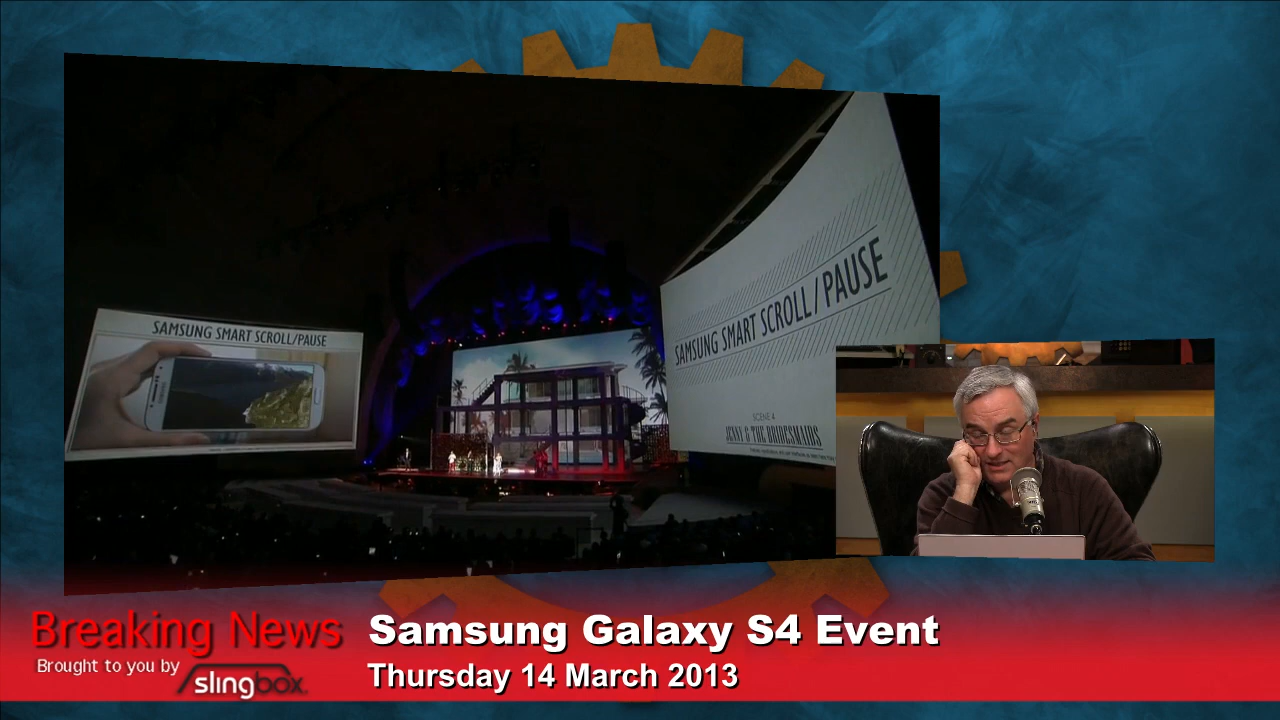 SAMSUNG SMART SCROLL/PAUSE
SAMSUNG SMART SCROLL/PAUSE
SCENE 4
JENNY & THE BRIDESMAIDS
Breaking News
Brought to you by
slingbox.
Samsung Galaxy S4 Event
Thursday 14 March 2013